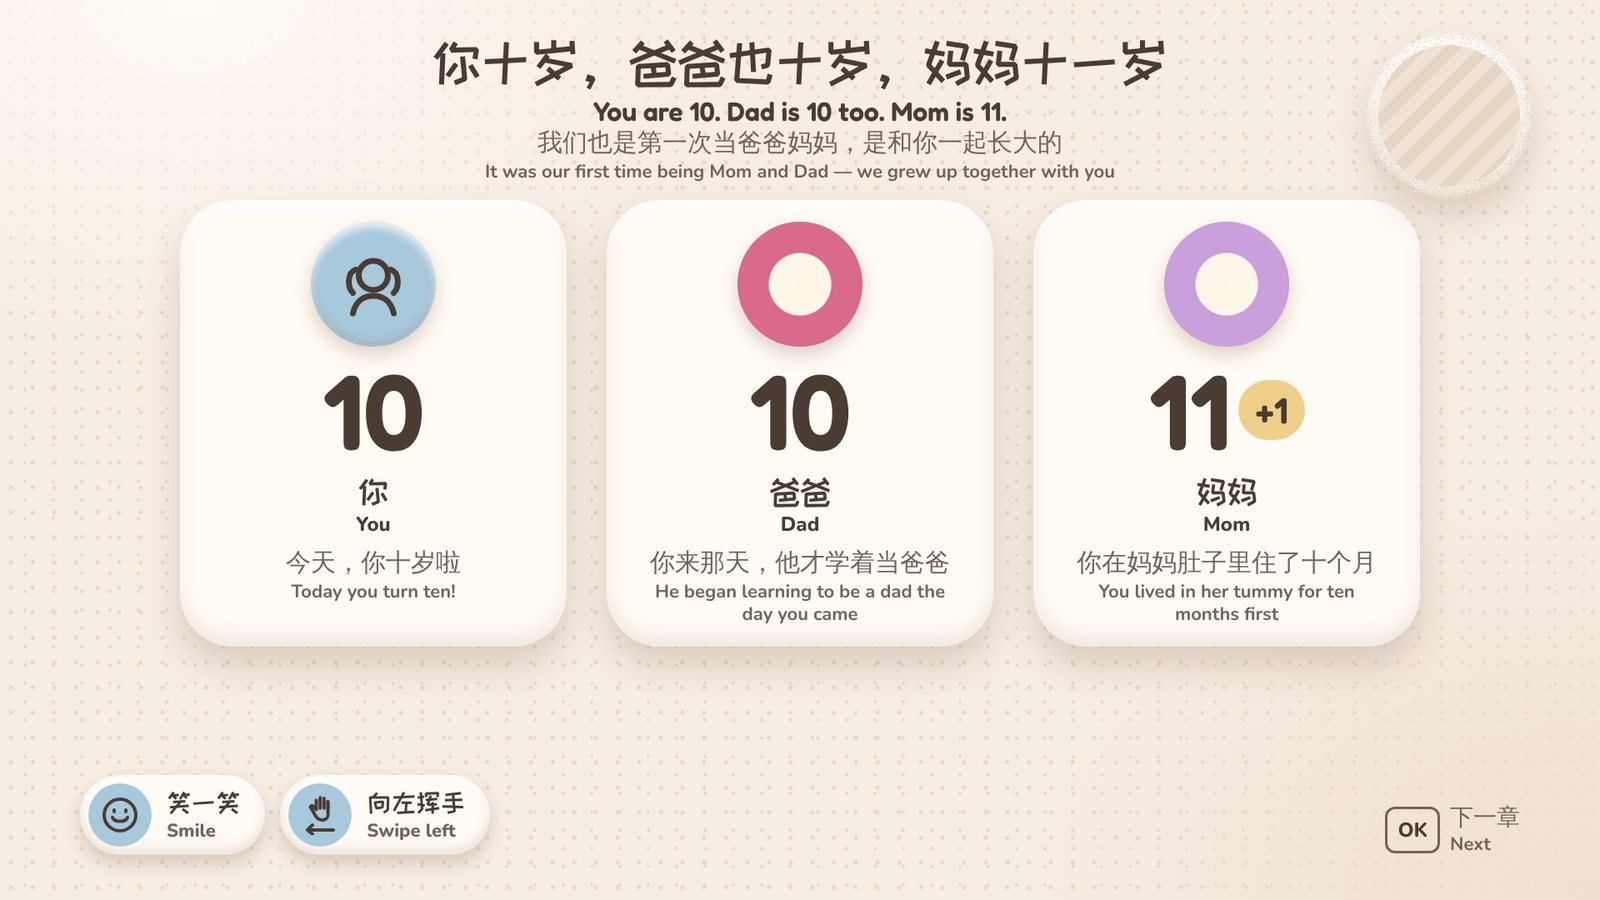 你十岁，爸爸也十岁，妈妈十一岁
You are 10. Dad is 10 too. Mom is 11.
我们也是第一次当爸爸妈妈，是和你一起长大的
It was our first time being Mom and Dad — we grew up together with you
10
你
You
今天，你十岁啦
Today you turn ten!
10
爸爸
Dad
你来那天，他才学着当爸爸
He began learning to be a dad the
day you came
11 +1
妈妈
Mom
你在妈妈肚子里住了十个月
You lived in her tummy for ten
months first
笑一笑
Smile
向左挥手
Swipe left
OK
下一章
Next